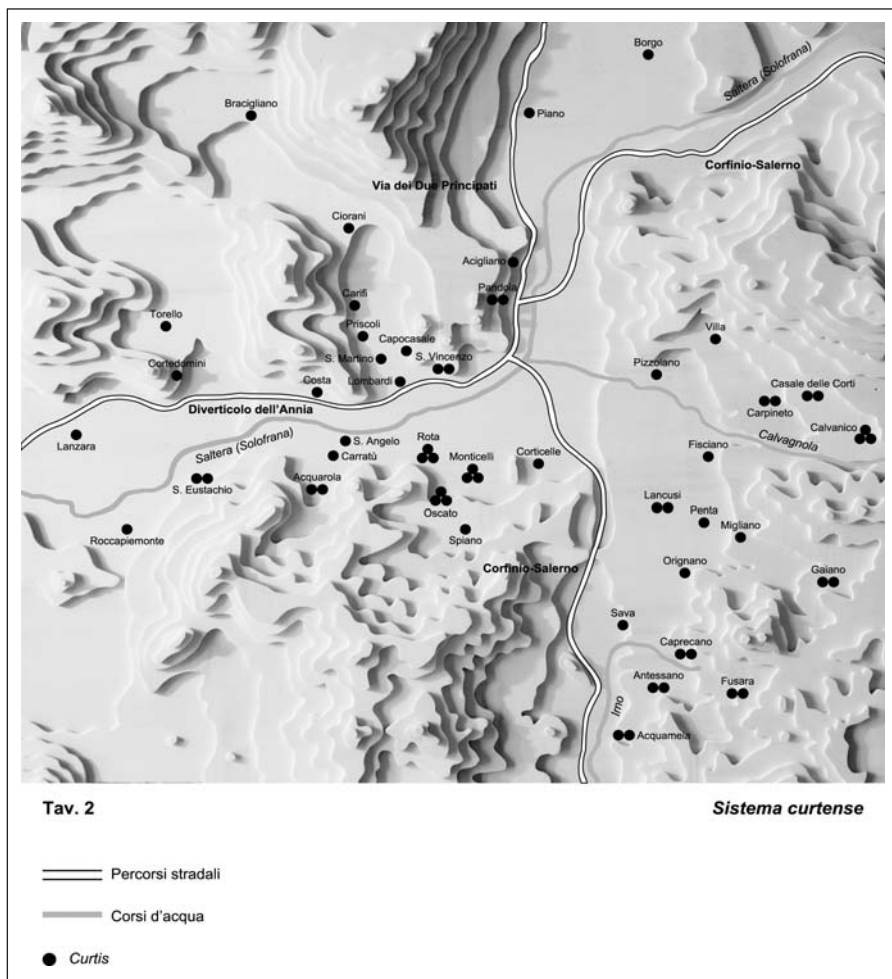 Borgo
Saltera (Solofrana)
Bracigliano
Piano
Corfinio-Salerno
Via dei Due Principati
Ciorani
Acigliano
Pandola
Carifi
Torello
Priscoli
Villa
Capocasale
S. Martino
S. Vincenzo
Cortedomini
Pizzolano
Lombardi
Costa
Casale delle Corti
Carpineto
Diverticolo dell'Annia
Calvanico
Lanzara
Saltera (Solofrana)
S. Angelo
Rota
Calvagnola
Carratù
Monticelli
Corticelle
Fisciano
S. Eustachio
Acquarola
Lancusi
Oscato
Penta
Roccapiemonte
Spiano
Migliano
Corfinio-Salerno
Orignano
Gaiano
Sava
Caprecano
Antessano
Fusara
Irno
Acquamela
Tav. 2
Sistema curtense
Percorsi stradali
Corsi d'acqua
Curtis